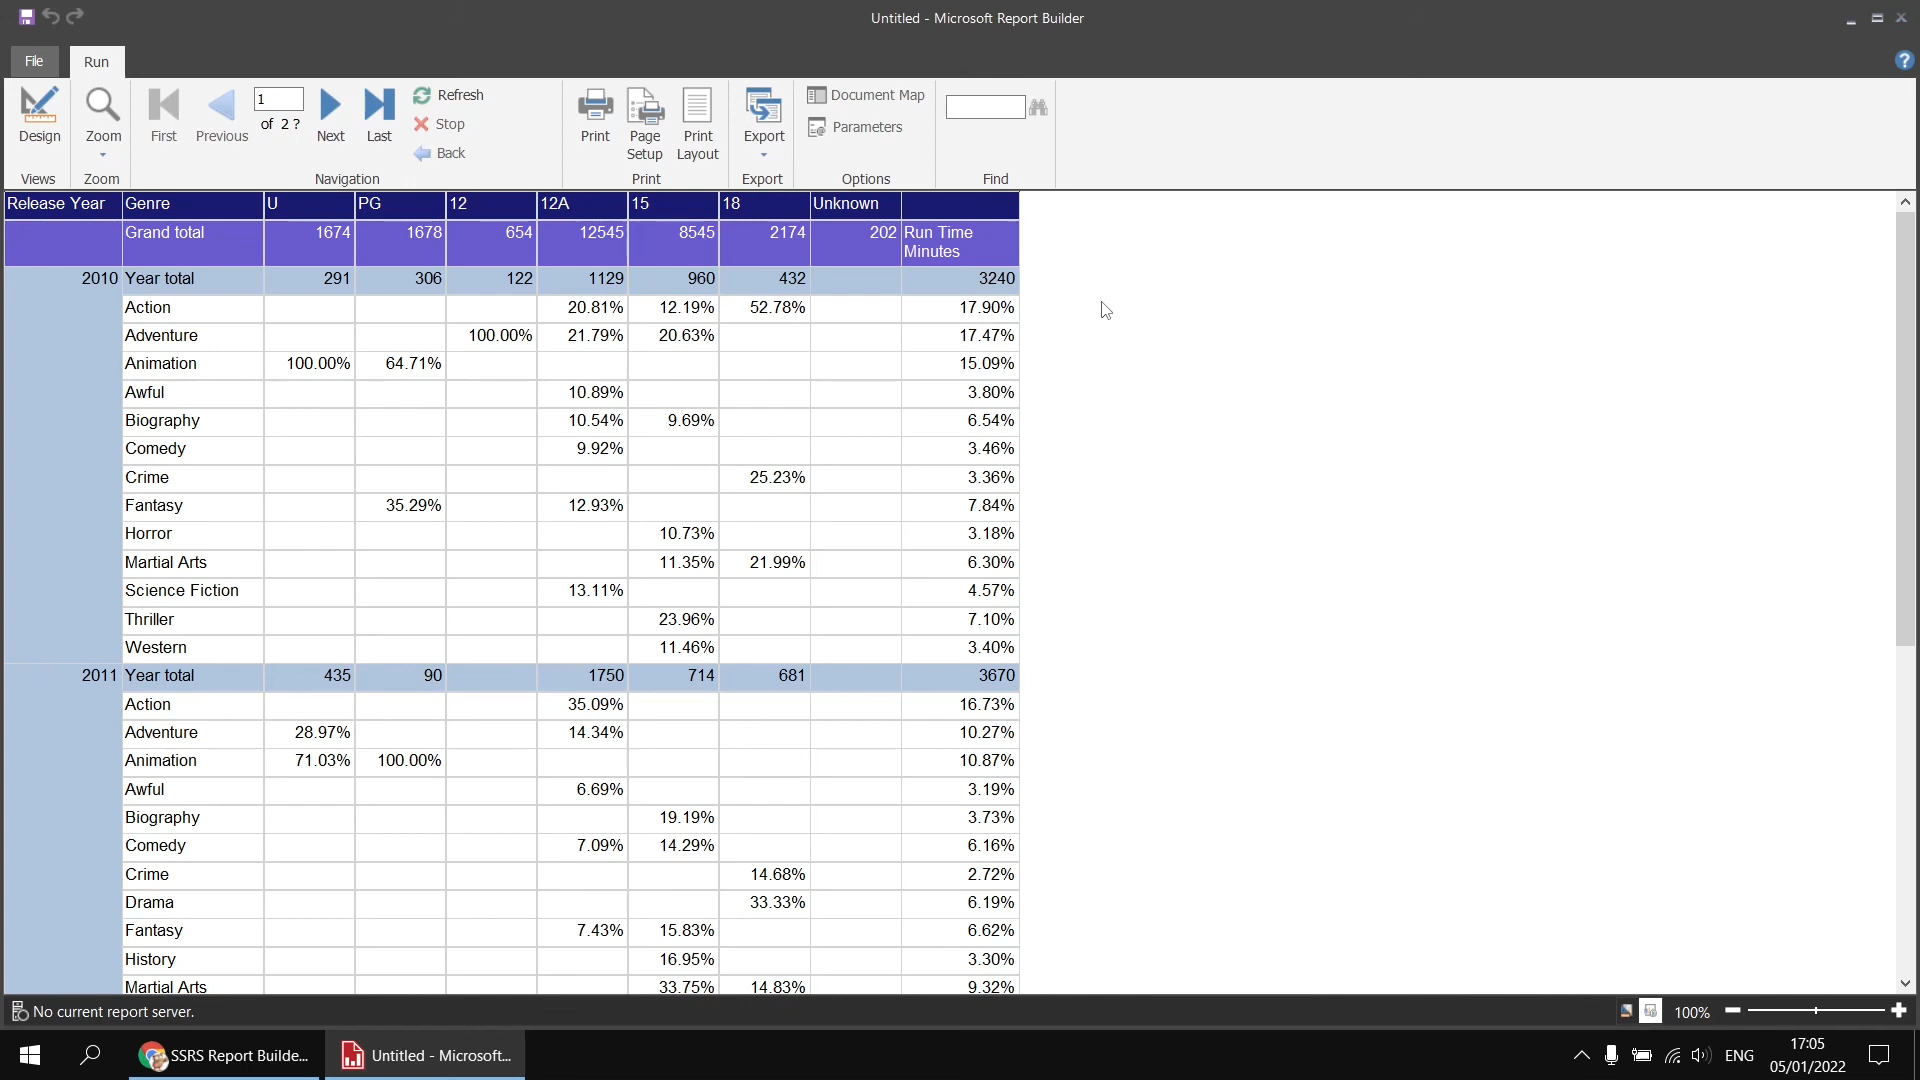 Untitled - Microsoft Report Builder
File Run
Design
Zoom
First
Previous
1
of 2 ?
Next
Last
Refresh
Stop
Back
Print
Page Setup
Print Layout
Export
Document Map
Parameters
Views Zoom Navigation Print Export Options Find
Release Year Genre U PG 12 12A 15 18 Unknown
Grand total 1674 1678 654 12545 8545 2174 202 Run Time
Minutes
2010 Year total 291 306 122 1129 960 432 3240
Action 20.81% 12.19% 52.78% 17.90%
Adventure 100.00% 21.79% 20.63% 17.47%
Animation 100.00% 64.71% 15.09%
Awful 10.89% 3.80%
Biography 10.54% 9.69% 6.54%
Comedy 9.92% 3.46%
Crime 25.23% 3.36%
Fantasy 35.29% 12.93% 7.84%
Horror 10.73% 3.18%
Martial Arts 11.35% 21.99% 6.30%
Science Fiction 13.11% 4.57%
Thriller 23.96% 7.10%
Western 11.46% 3.40%
2011 Year total 435 90 1750 714 681 3670
Action 35.09% 16.73%
Adventure 28.97% 14.34% 10.27%
Animation 71.03% 100.00% 10.87%
Awful 6.69% 3.19%
Biography 19.19% 3.73%
Comedy 7.09% 14.29% 6.16%
Crime 14.68% 2.72%
Drama 33.33% 6.19%
Fantasy 7.43% 15.83% 6.62%
History 16.95% 3.30%
Martial Arts 33.75% 14.83% 9.32%
No current report server. 100%
SSRS Report Builde... Untitled - Microsoft... ENG
17:05
05/01/2022